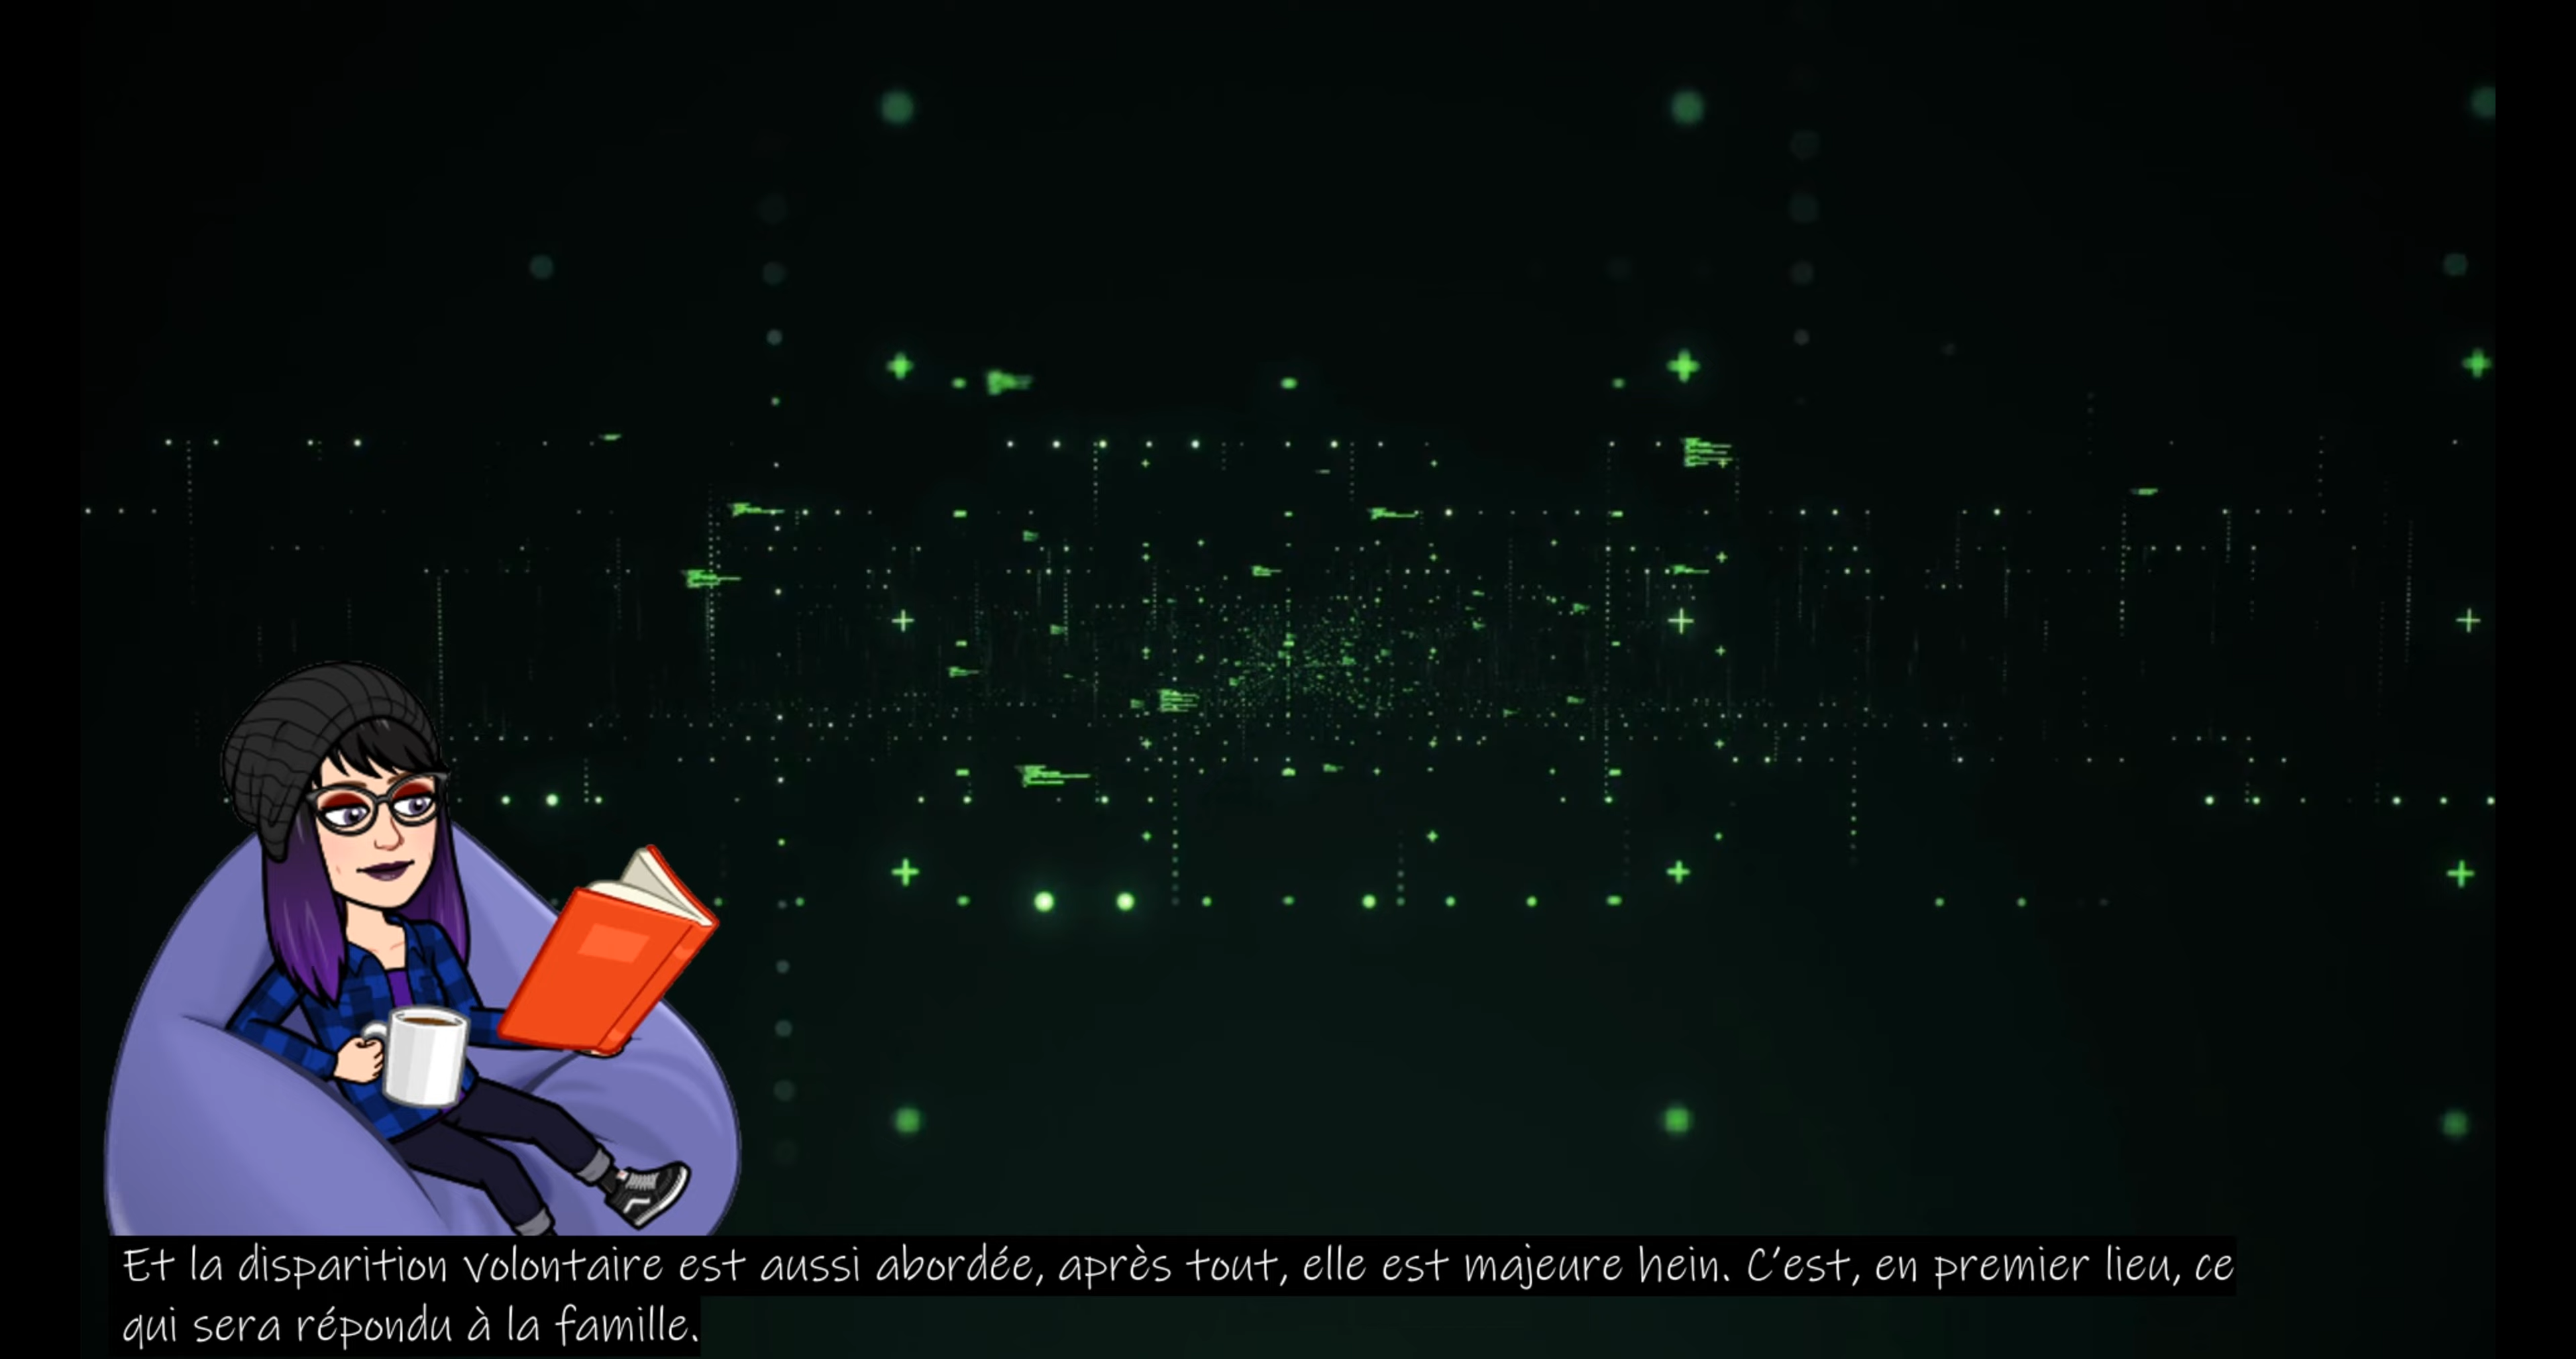 Et la disparition volontaire est aussi abordée, après tout, elle est majeure hein. C'est, en premier lieu, ce
qui sera répondu à la famille.